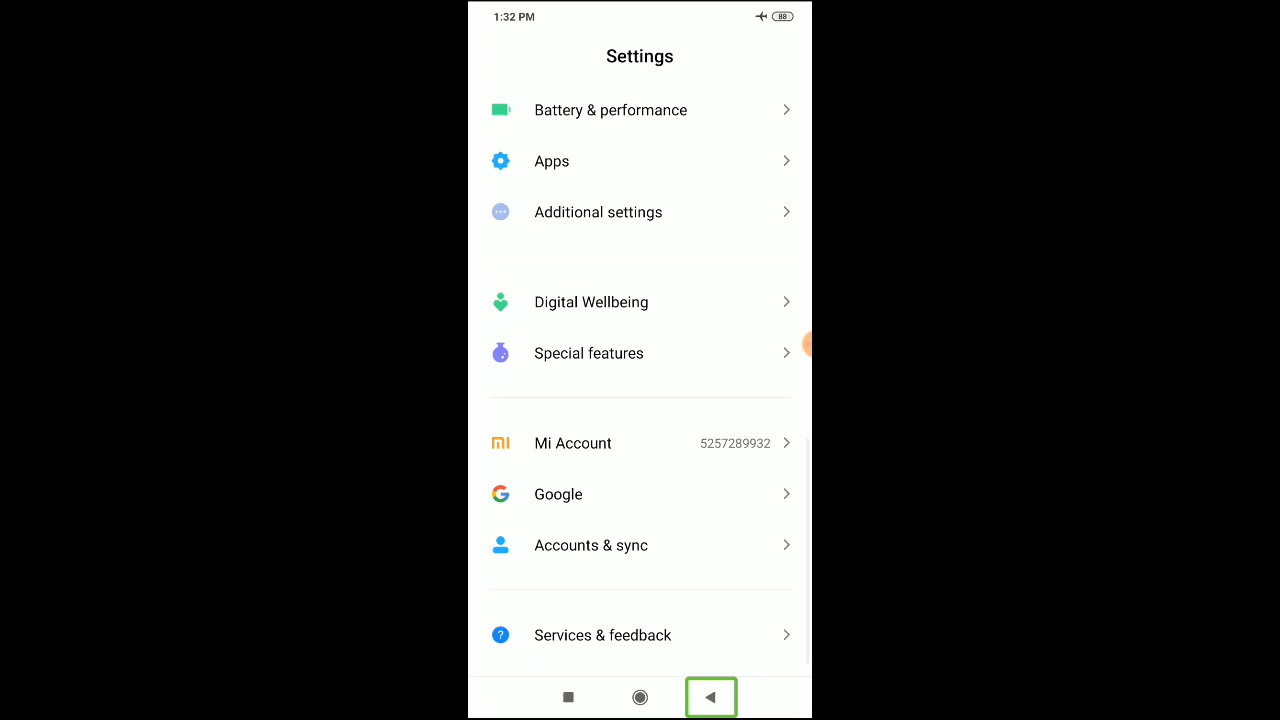 1:32 PM
88
Settings
Battery & performance
Apps
Additional settings
Digital Wellbeing
Special features
Mi Account 5257289932
Google
Accounts & sync
Services & feedback